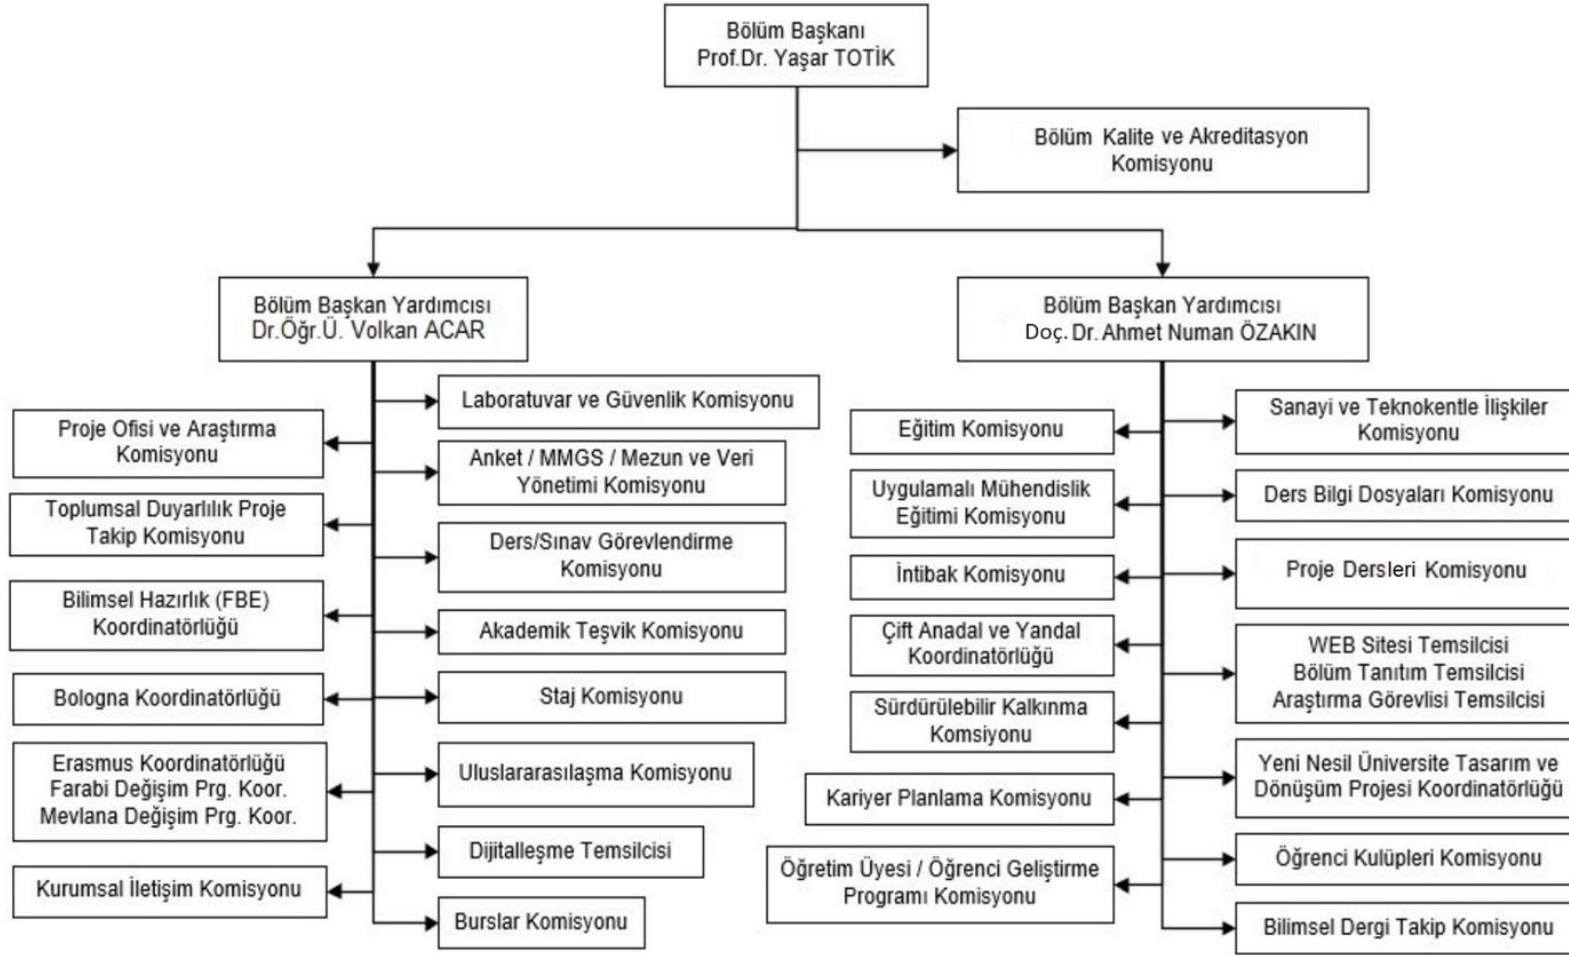 Bölüm Başkanı
Prof.Dr. Yaşar TOTİK
Bölüm Kalite ve Akreditasyon
Komisyonu
Bölüm Başkan Yardımcısı
Dr.Öğr.Ü. Volkan ACAR
Bölüm Başkan Yardımcısı
Doç. Dr. Ahmet Numan ÖZAKIN
Proje Ofisi ve Araştırma
Komisyonu
Toplumsal Duyarlılık Proje
Takip Komisyonu
Bilimsel Hazırlık (FBE)
Koordinatörlüğü
Bologna Koordinatörlüğü
Erasmus Koordinatörlüğü
Farabi Değişim Prg. Koor.
Mevlana Değişim Prg. Koor.
Kurumsal İletişim Komisyonu
Laboratuvar ve Güvenlik Komisyonu
Anket / MMGS / Mezun ve Veri
Yönetimi Komisyonu
Ders/Sınav Görevlendirme
Komisyonu
Akademik Teşvik Komisyonu
Staj Komisyonu
Uluslararasılaşma Komisyonu
Dijitalleşme Temsilcisi
Burslar Komisyonu
Eğitim Komisyonu
Uygulamalı Mühendislik
Eğitimi Komisyonu
İntibak Komisyonu
Çift Anadal ve Yandal
Koordinatörlüğü
Sürdürülebilir Kalkınma
Komsiyonu
Kariyer Planlama Komisyonu
Öğretim Üyesi / Öğrenci Geliştirme
Programı Komisyonu
Sanayi ve Teknokentle İlişkiler
Komisyonu
Ders Bilgi Dosyaları Komisyonu
Proje Dersleri Komisyonu
WEB Sitesi Temsilcisi
Bölüm Tanıtım Temsilcisi
Araştırma Görevlisi Temsilcisi
Yeni Nesil Üniversite Tasarım ve
Dönüşüm Projesi Koordinatörlüğü
Öğrenci Kulüpleri Komisyonu
Bilimsel Dergi Takip Komisyonu